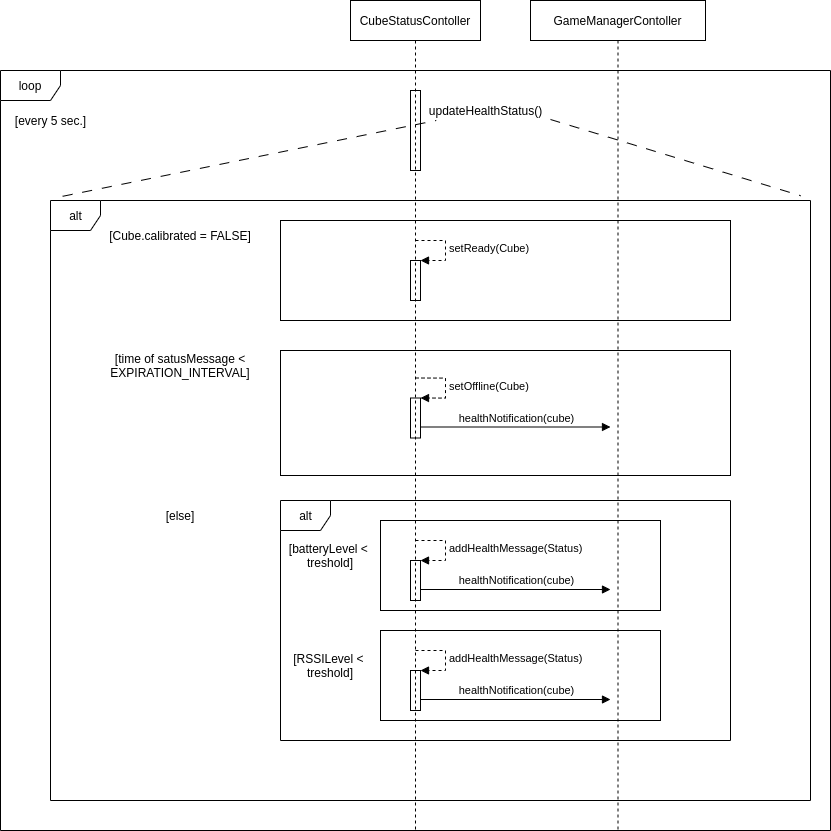 CubeStatusContoller
GameManagerContoller
loop
updateHealthStatus()
[every 5 sec.]
alt
[Cube.calibrated = FALSE]
setReady(Cube)
[time of satusMessage <
EXPIRATION_INTERVAL]
setOffline(Cube)
healthNotification(cube)
[else]
alt
[batteryLevel <
treshold]
addHealthMessage(Status)
healthNotification(cube)
[RSSILevel <
treshold]
addHealthMessage(Status)
healthNotification(cube)